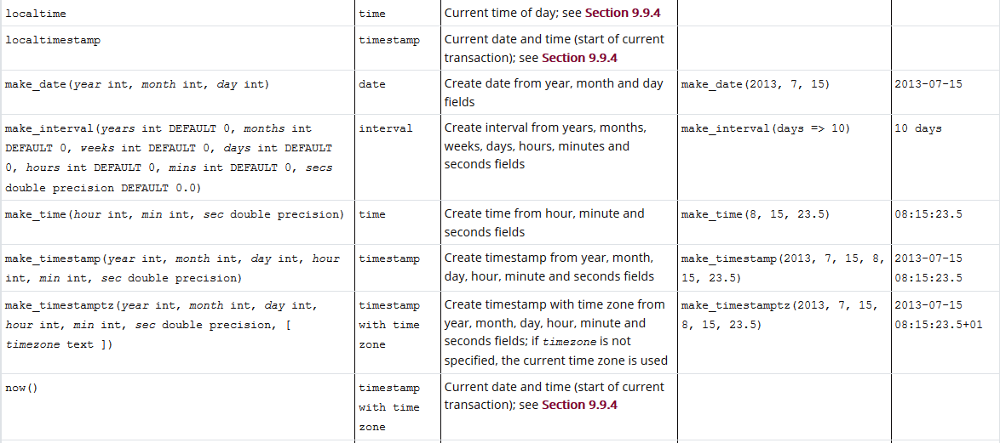 localtime
time
Current time of day; see Section 9.9.4
localtimestamp
timestamp
Current date and time (start of current
transaction); see Section 9.9.4
make_date(year int, month int, day int)
date
Create date from year, month and day
fields
make_date(2013, 7, 15)
2013-07-15
make_interval(years int DEFAULT 0, months int
DEFAULT 0, weeks int DEFAULT 0, days int DEFAULT
0, hours int DEFAULT 0, mins int DEFAULT 0, secs
double precision DEFAULT 0.0)
interval
Create interval from years, months,
weeks, days, hours, minutes and
seconds fields
make_interval(days => 10)
10 days
make_time(hour int, min int, sec double precision)
time
Create time from hour, minute and
seconds fields
make_time(8, 15, 23.5)
08:15:23.5
make_timestamp(year int, month int, day int, hour
int, min int, sec double precision)
timestamp
Create timestamp from year, month,
day, hour, minute and seconds fields
make_timestamp(2013, 7, 15, 8,
15, 23.5)
2013-07-15
08:15:23.5
make_timestamptz(year int, month int, day int,
hour int, min int, sec double precision, [
timezone text ])
timestamp
with time
zone
Create timestamp with time zone from
year, month, day, hour, minute and
seconds fields; if timezone is not
specified, the current time zone is used
make_timestamptz(2013, 7, 15,
8, 15, 23.5)
2013-07-15
08:15:23.5+01
now()
timestamp
with time
zone
Current date and time (start of current
transaction); see Section 9.9.4